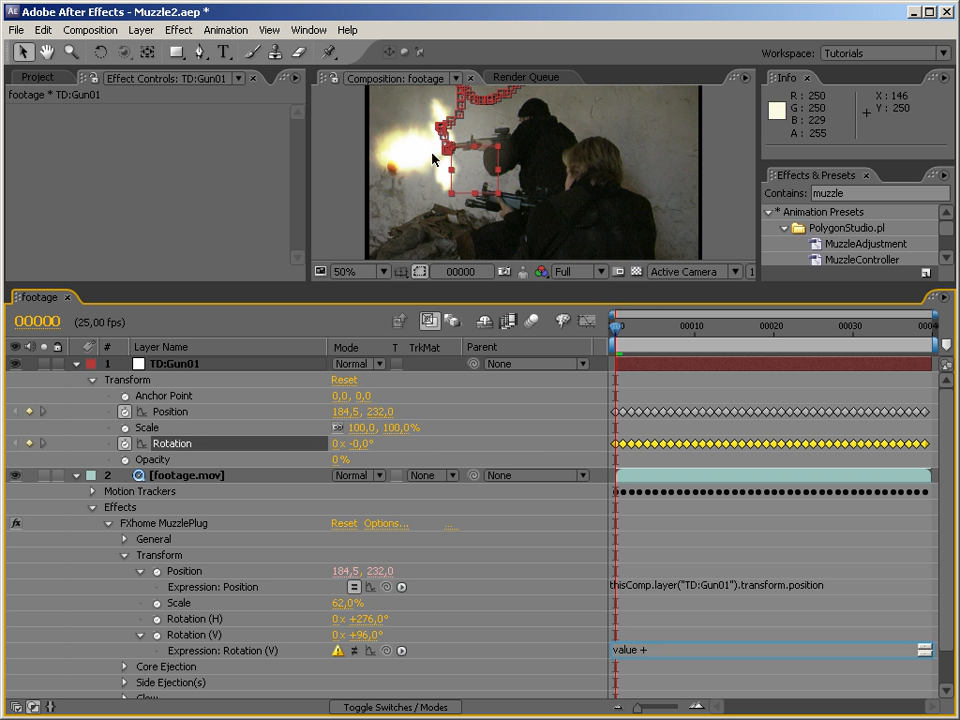 Adobe After Effects - Muzzle2.aep *
File Edit Composition Layer Effect Animation View Window Help
Workspace: Tutorials
Project Effect Controls: TD:Gun01 Composition: footage Render Queue Info
footage * TD:Gun01
R : 250 X : 146
G : 250 Y : 250
B : 229
A : 255
Effects & Presets
Contains: muzzle
* Animation Presets
PolygonStudio.pl
MuzzleAdjustment
MuzzleController
50% 00000 Full Active Camera 1
footage
00000 (25,00 fps) 00010 00020 00030
# Layer Name Mode T TrkMat Parent
1 TD:Gun01 Normal None
Transform Reset
Anchor Point 0,0, 0,0
Position 184,5, 232,0
Scale 100,0, 100,0%
Rotation 0 x -0,0°
Opacity 0%
2 [footage.mov] Normal None None
Motion Trackers
Effects
fx FXhome MuzzlePlug Reset Options... ...
General
Transform
Position 184,5, 232,0
Expression: Position thisComp.layer("TD:Gun01").transform.position
Scale 62,0%
Rotation (H) 0 x +276,0°
Rotation (V) 0 x +96,0°
Expression: Rotation (V) value +
Core Ejection
Side Ejection(s)
Toggle Switches / Modes